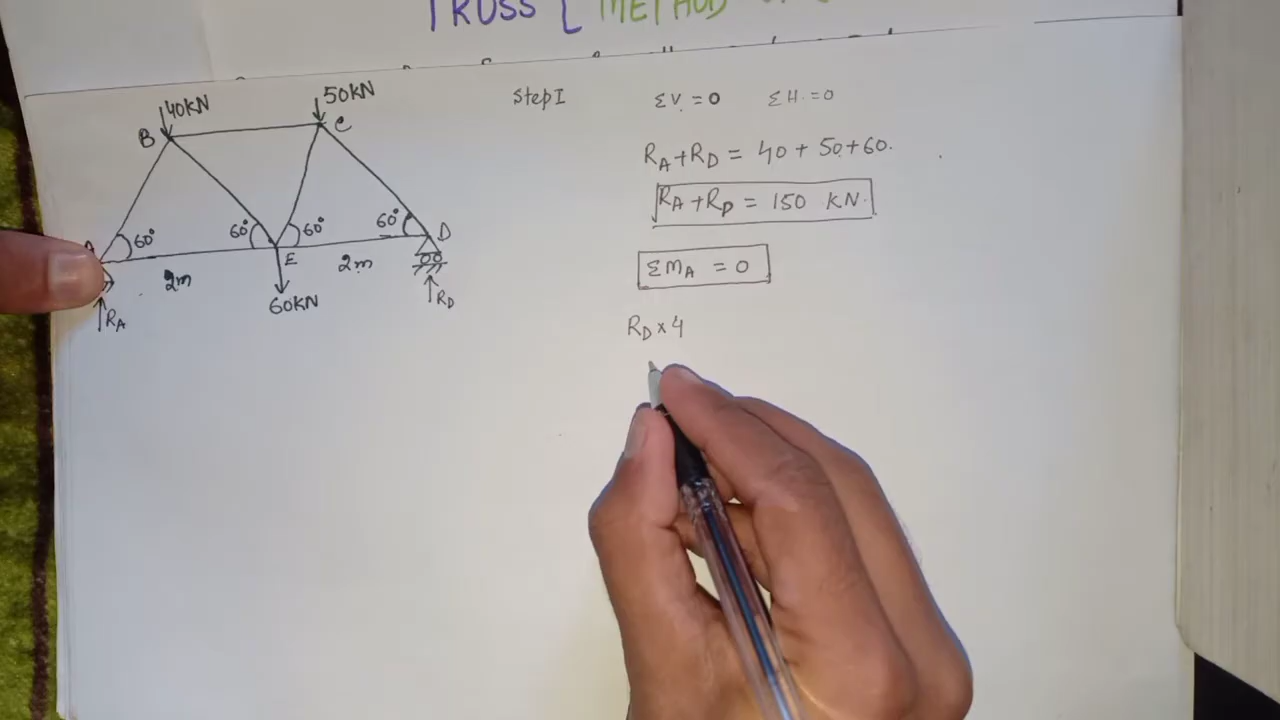 TRUSS [ METHOD
40KN
50KN
B
C
60° 60° 60° 60°
A
E
D
2m
2m
60KN
RA
RD
Step I
ΣV = 0 ΣH = 0
RA + RD = 40 + 50 + 60.
RA + RD = 150 KN.
ΣMA = 0
RD × 4